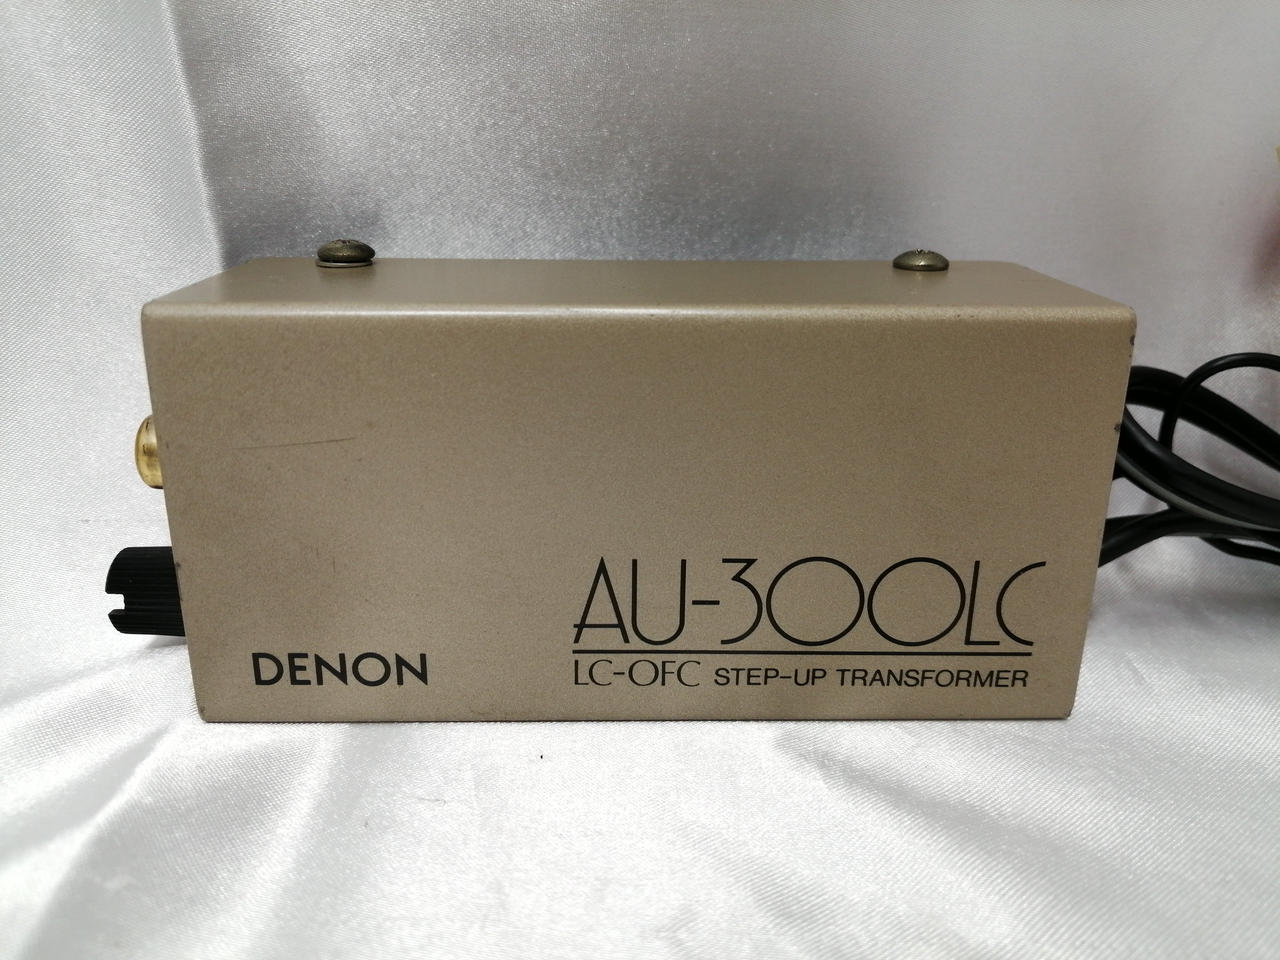 AU-300LC
DENON
LC-OFC STEP-UP TRANSFORMER